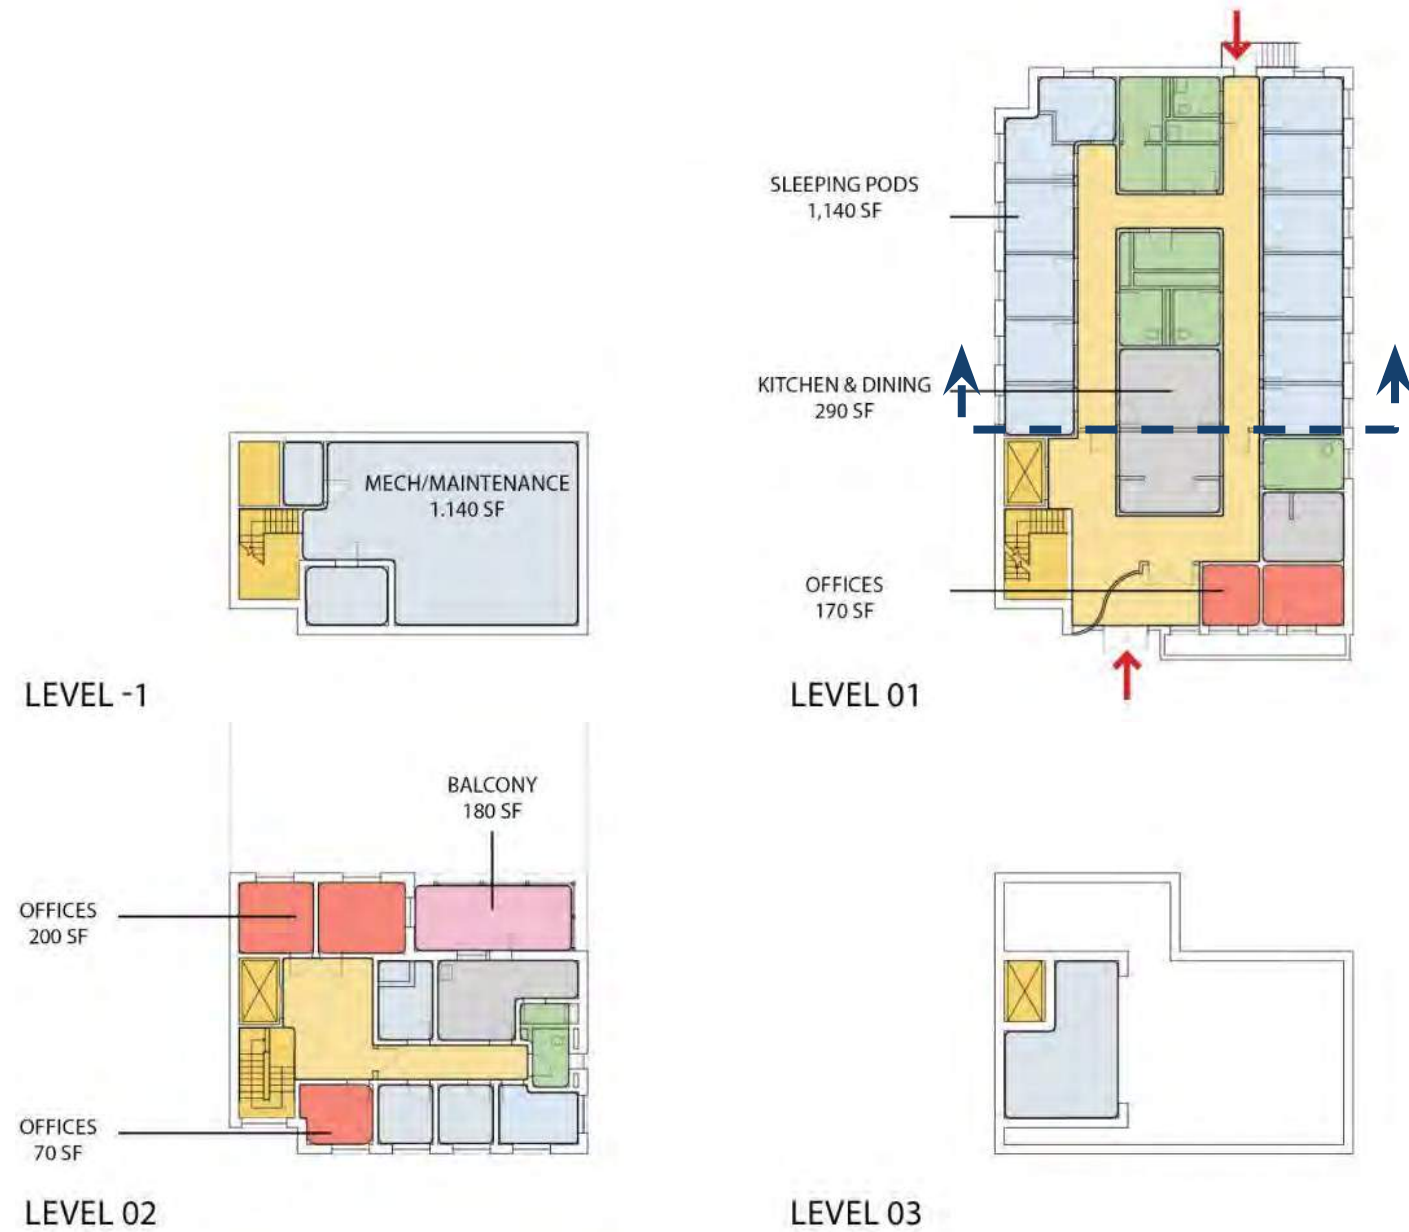 SLEEPING PODS
1,140 SF
KITCHEN & DINING
290 SF
MECH/MAINTENANCE
1.140 SF
OFFICES
170 SF
LEVEL -1
LEVEL 01
BALCONY
180 SF
OFFICES
200 SF
OFFICES
70 SF
LEVEL 02
LEVEL 03